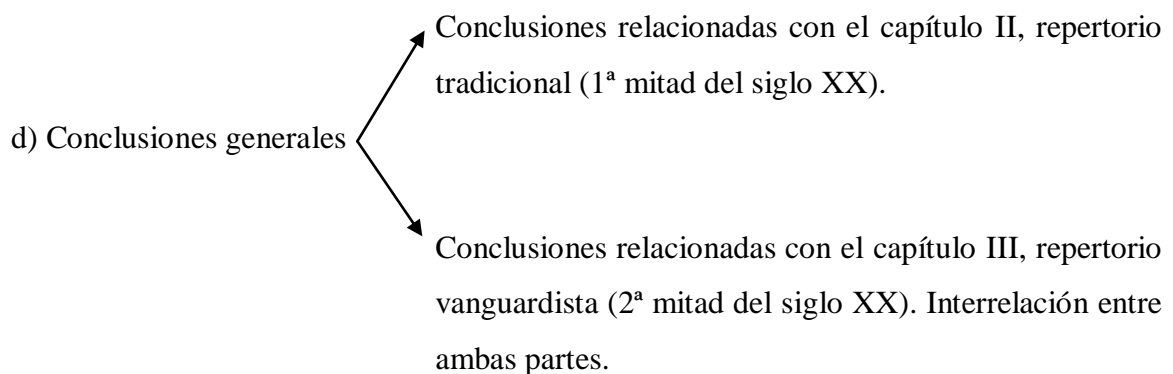 Conclusiones relacionadas con el capítulo II, repertorio
tradicional (1ª mitad del siglo XX).
d) Conclusiones generales
Conclusiones relacionadas con el capítulo III, repertorio
vanguardista (2ª mitad del siglo XX). Interrelación entre
ambas partes.